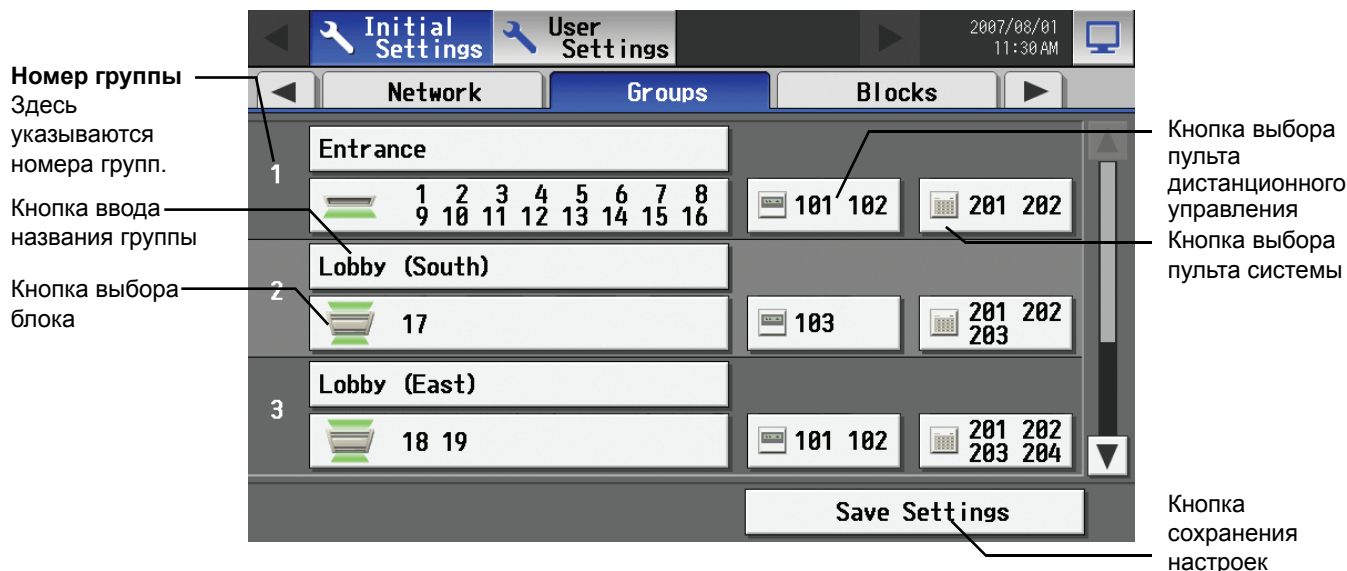 Initial
Settings
User
Settings
2007/08/01
11:30 AM
Network
Groups
Blocks
Номер группы
Здесь
указываются
номера групп.
Кнопка ввода
названия группы
Кнопка выбора
блока
1
Entrance
1 2 3 4 5 6 7 8
9 10 11 12 13 14 15 16
101 102
201 202
2
Lobby (South)
17
103
201 202
203
3
Lobby (East)
18 19
101 102
201 202
203 204
Save Settings
Кнопка выбора
пульта
дистанционного
управления
Кнопка выбора
пульта системы
Кнопка
сохранения
настроек